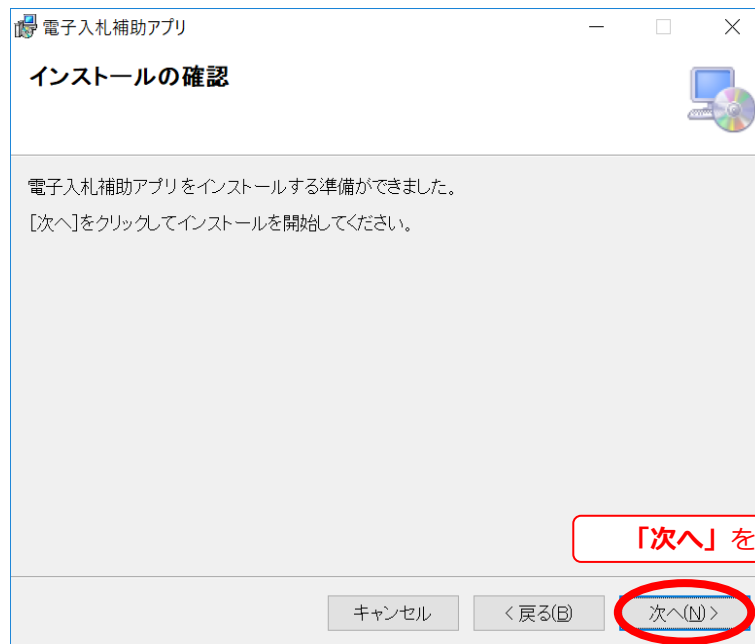 電子入札補助アプリ
インストールの確認
電子入札補助アプリをインストールする準備ができました。
[次へ]をクリックしてインストールを開始してください。
「次へ」を
キャンセル
< 戻る(B)
次へ(N) >